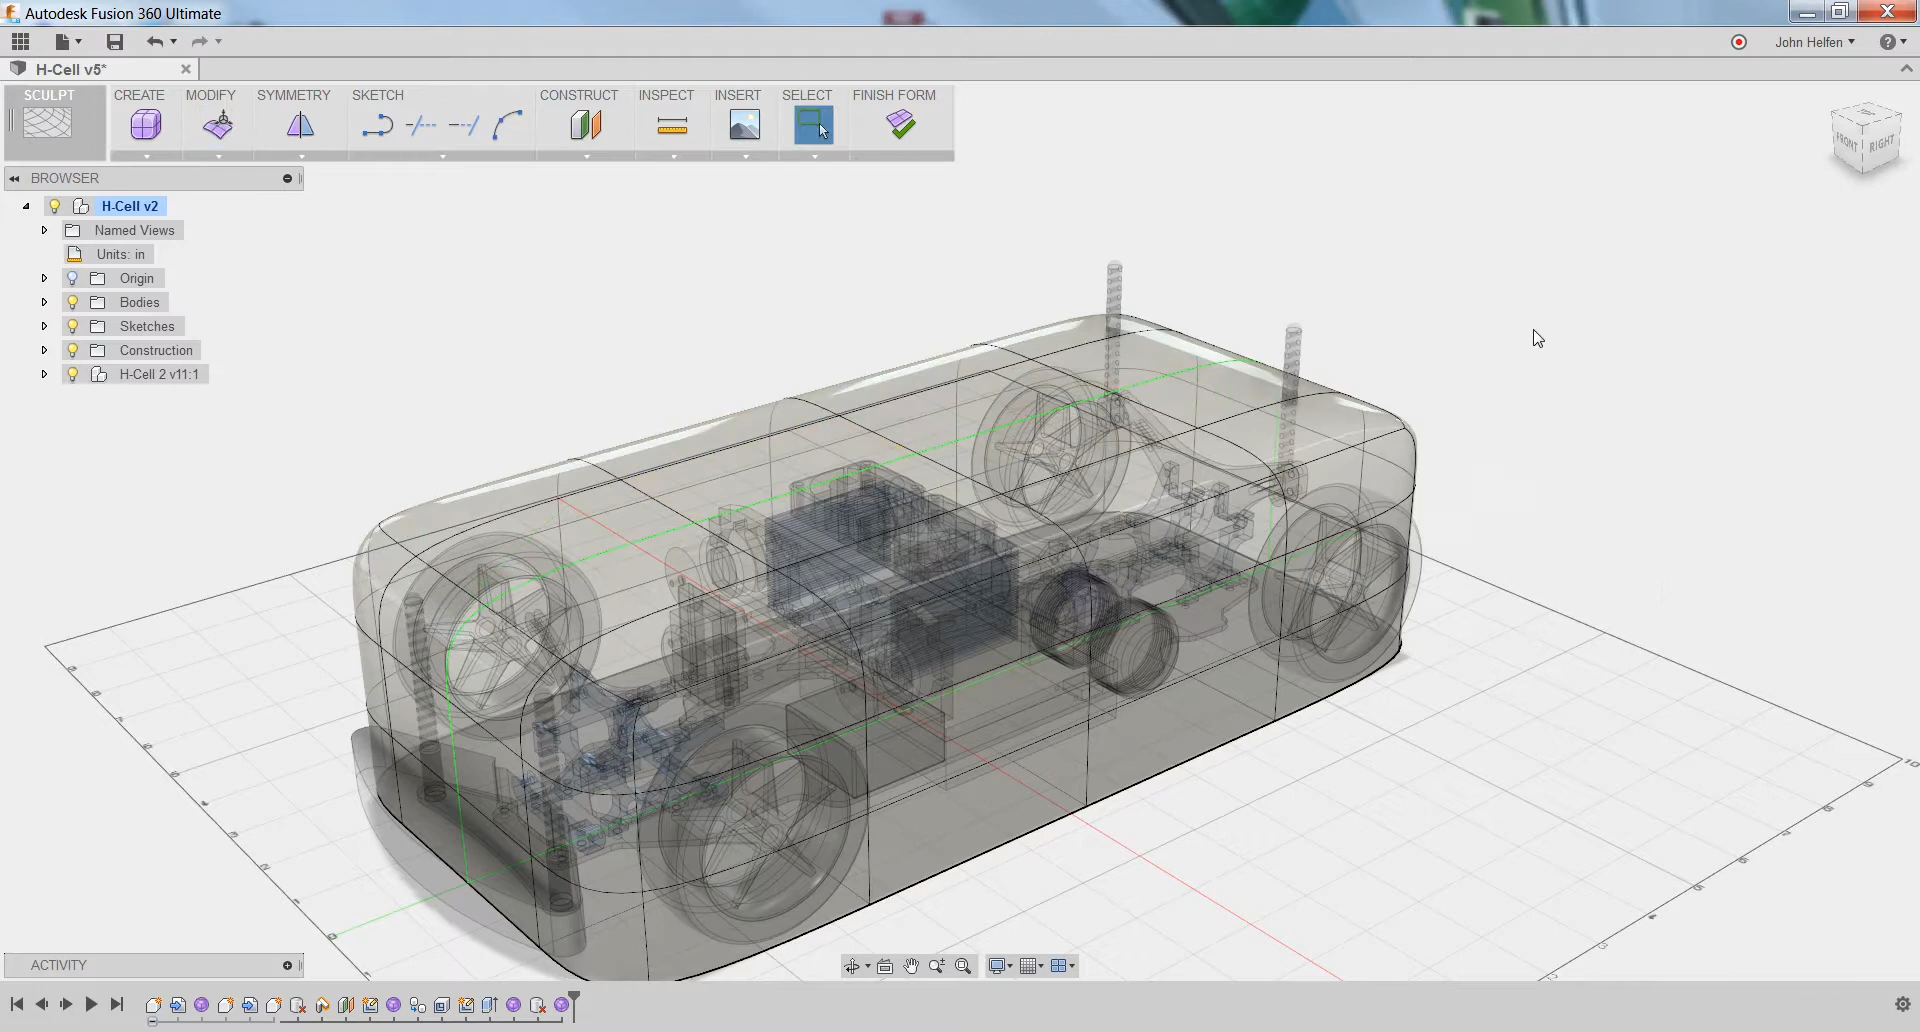 Autodesk Fusion 360 Ultimate
John Helfen
H-Cell v5*
SCULPT
CREATE
MODIFY
SYMMETRY
SKETCH
CONSTRUCT
INSPECT
INSERT
SELECT
FINISH FORM
FRONT
RIGHT
BROWSER
H-Cell v2
Named Views
Units: in
Origin
Bodies
Sketches
Construction
H-Cell 2 v11:1
ACTIVITY